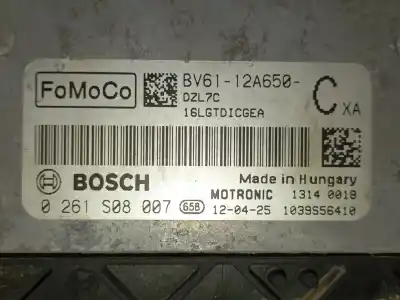 FoMoCo
BV61-12A650-
DZL7C
16LGTDICGEA
C XA
BOSCH
Made in Hungary
MOTRONIC 1314 0018
0 261 S08 007 65B 12-04-25 1039S56410